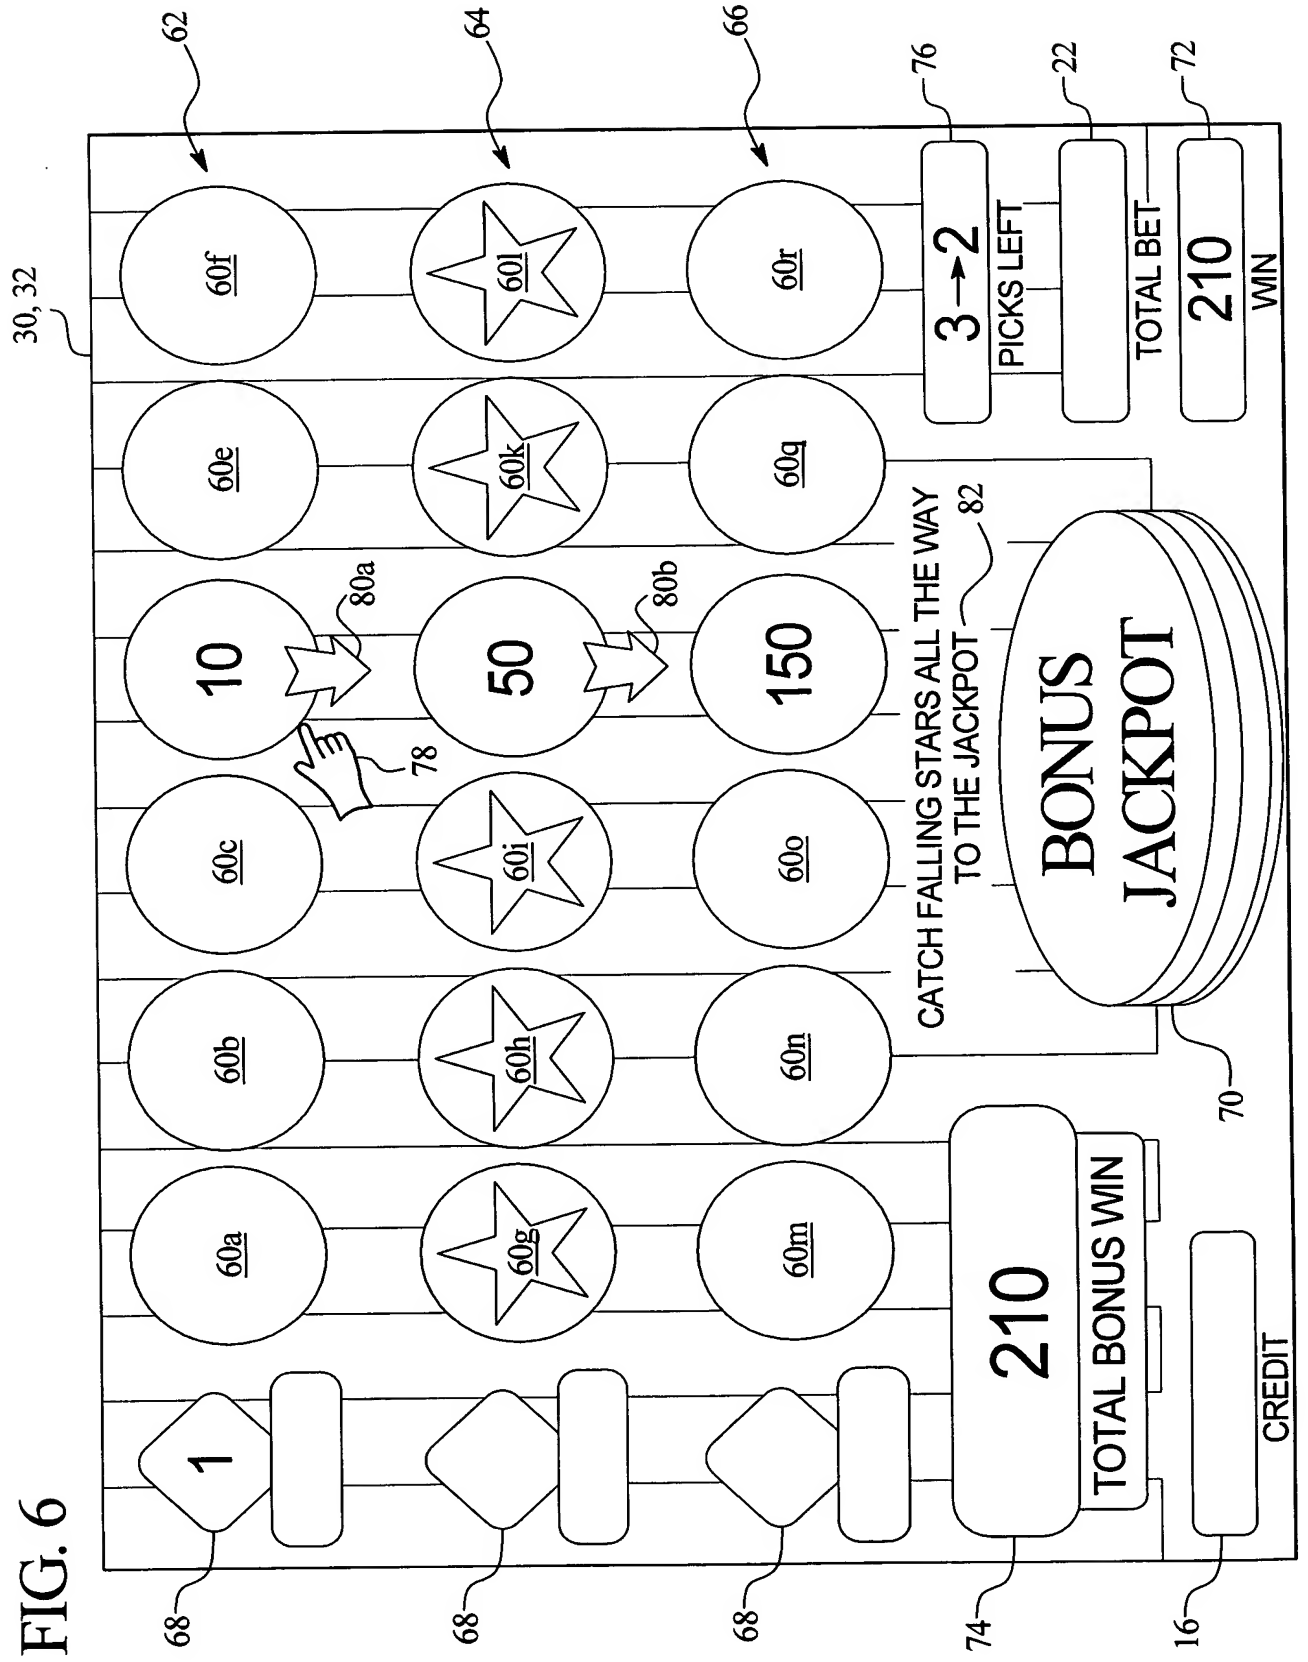 FIG. 6
30, 32
68 62
1 60a 60b 60c 10 60e 60f
80a
78
68 64
60g 60h 60i 50 60k 60l
80b
68 66
60m 60n 60o 150 60q 60r
CATCH FALLING STARS ALL THE WAY
TO THE JACKPOT 82
76
3→2
PICKS LEFT
74
210
TOTAL BONUS WIN
BONUS
JACKPOT
22
TOTAL BET
72
210
WIN
70
16
CREDIT